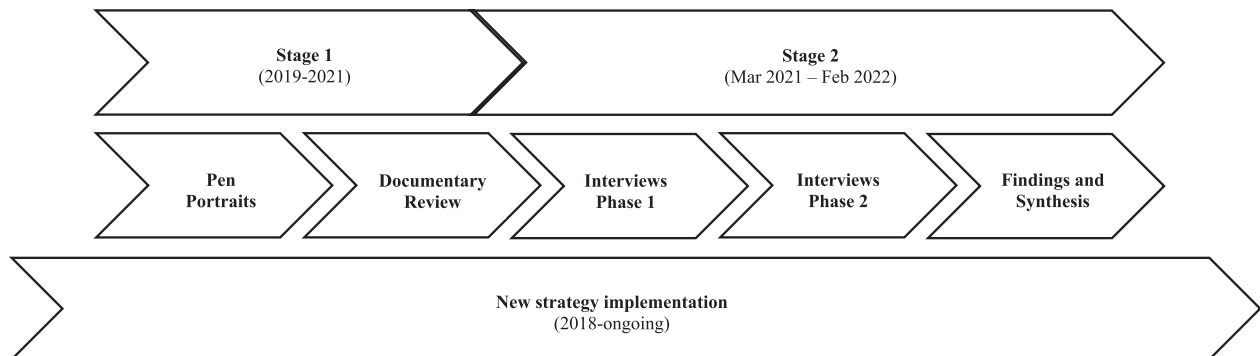 Stage 1
(2019-2021)
Stage 2
(Mar 2021 – Feb 2022)
Pen
Portraits
Documentary
Review
Interviews
Phase 1
Interviews
Phase 2
Findings and
Synthesis
New strategy implementation
(2018-ongoing)